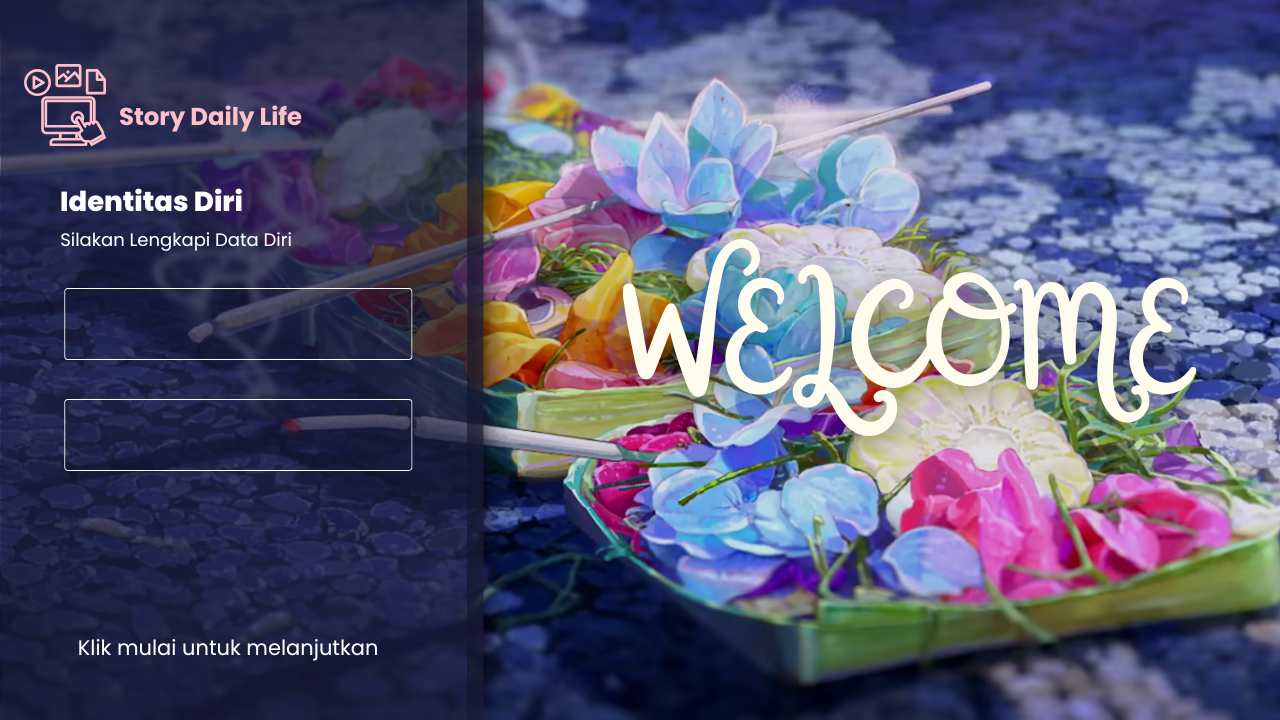 Story Daily Life
Identitas Diri
Silakan Lengkapi Data Diri
WELCOME
Klik mulai untuk melanjutkan